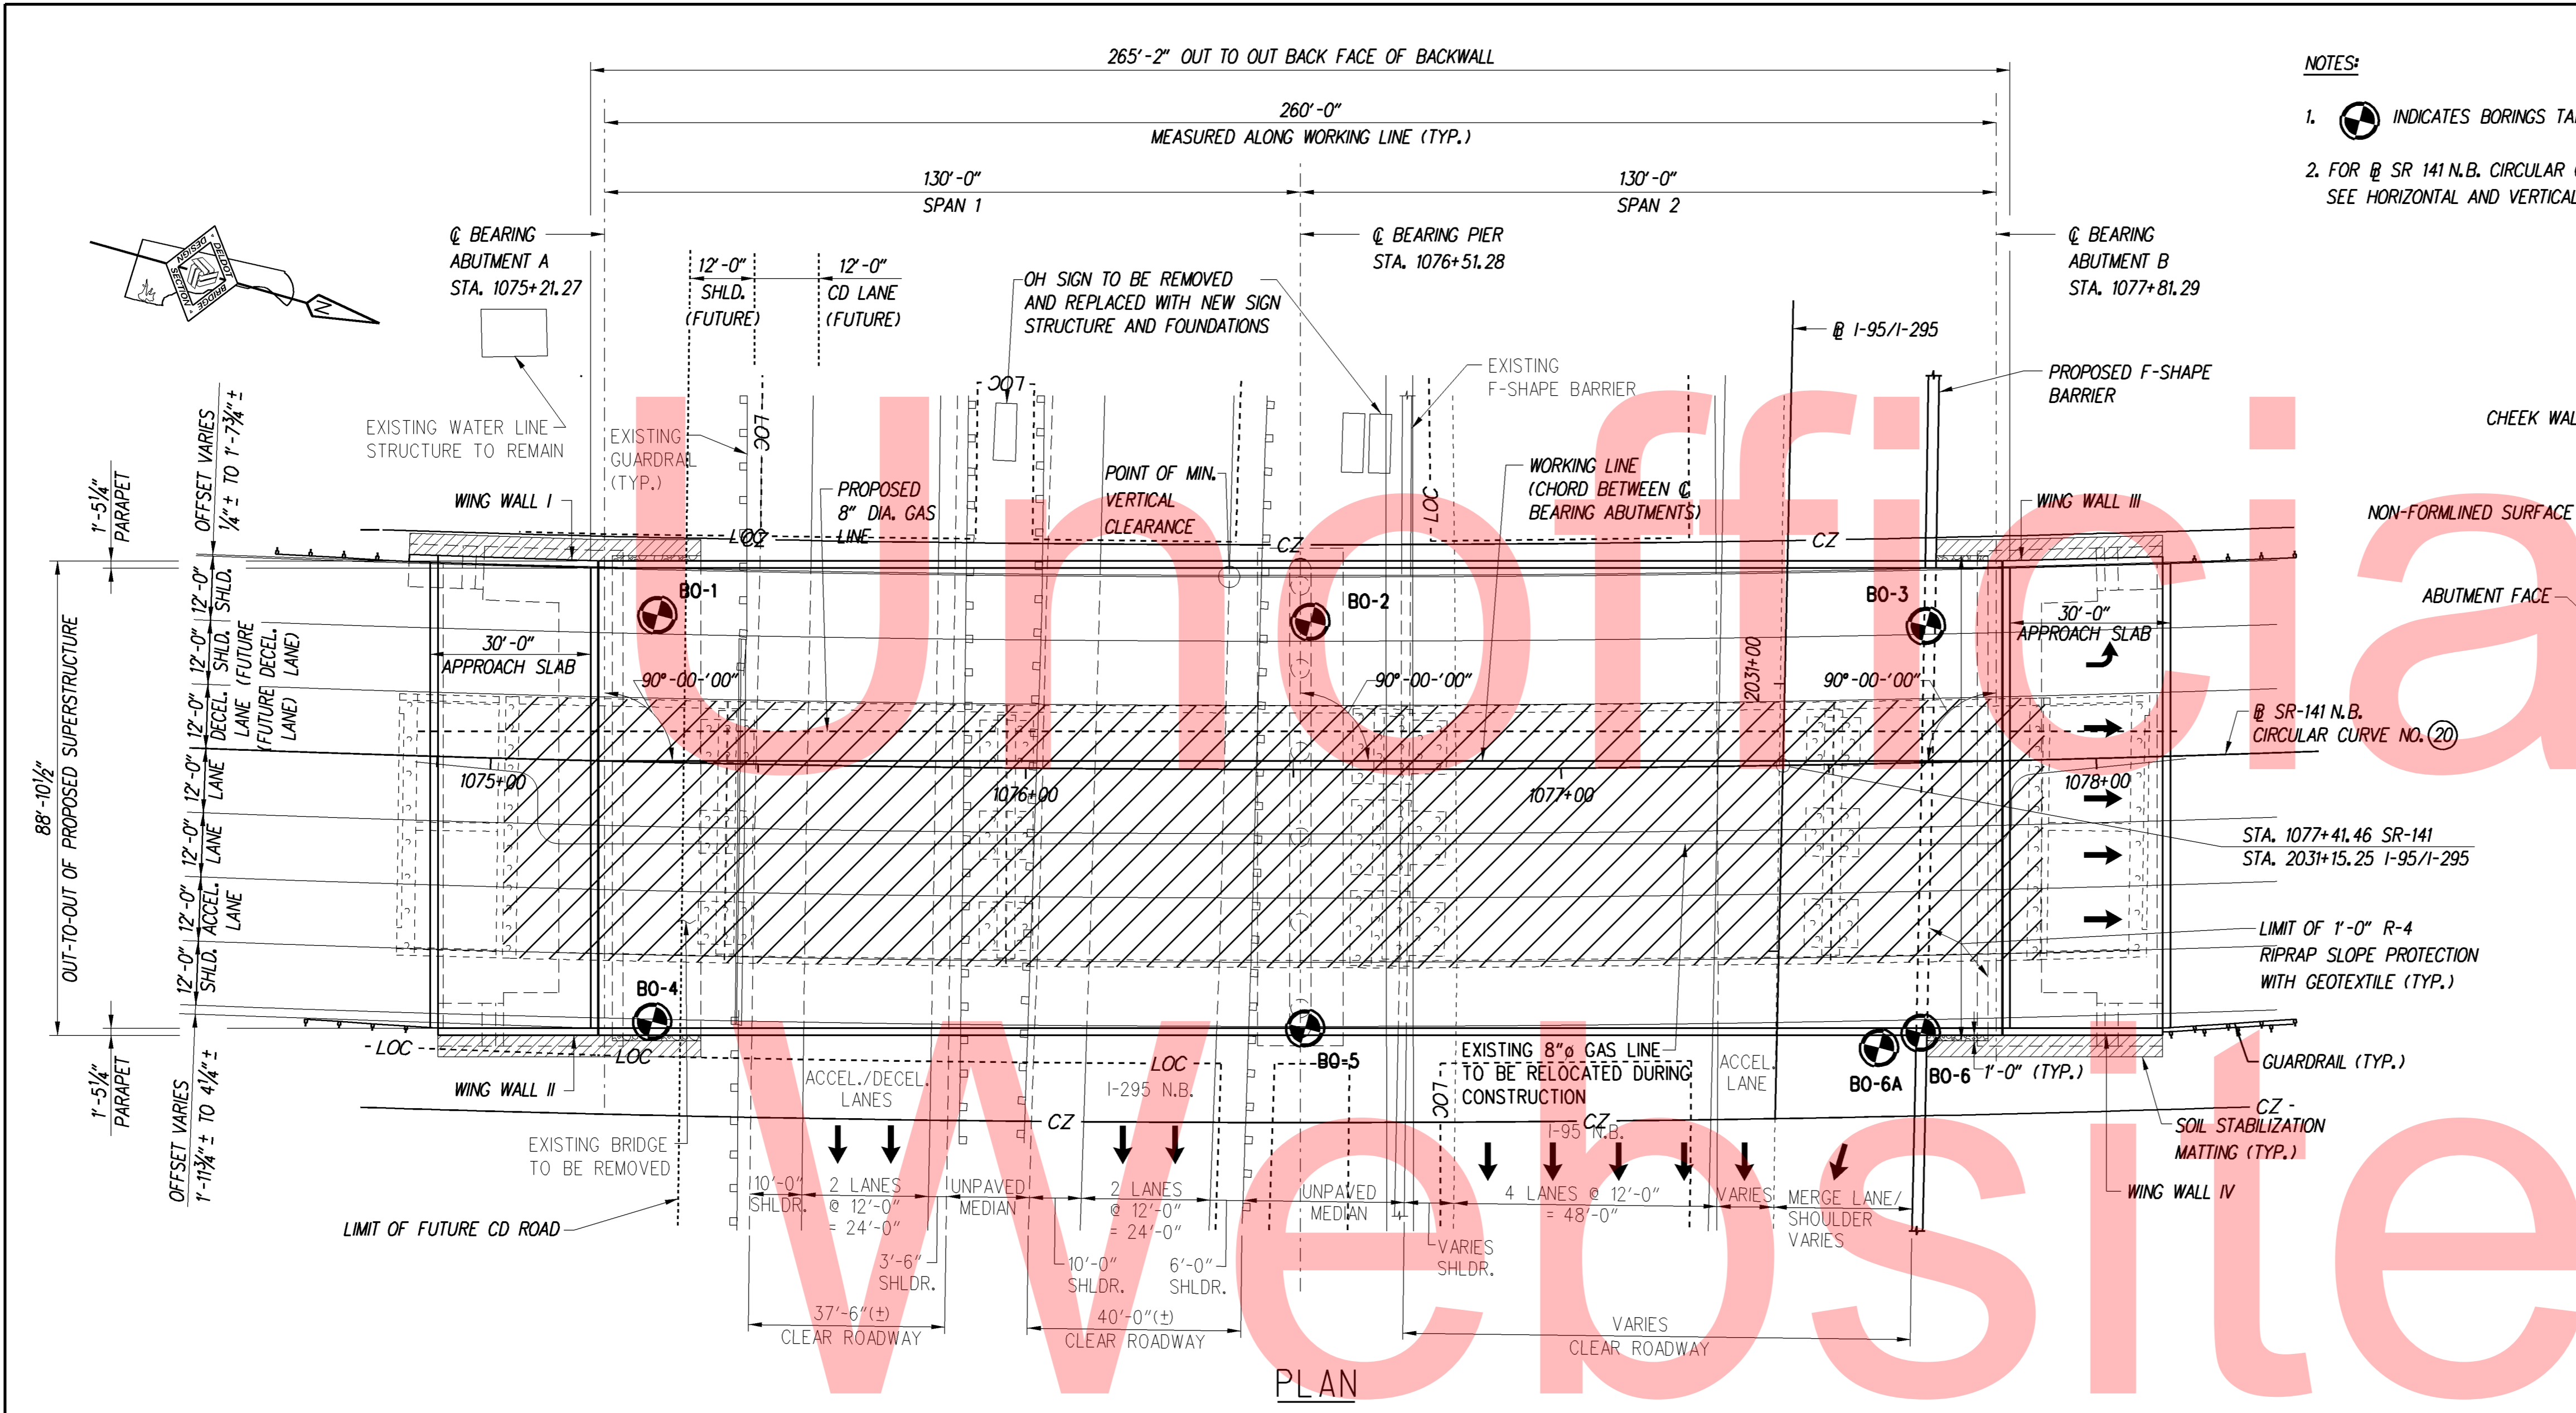 265'-2" OUT TO OUT BACK FACE OF BACKWALL
260'-0"
MEASURED ALONG WORKING LINE (TYP.)
130'-0"
SPAN 1
130'-0"
SPAN 2
NOTES:
1.
INDICATES BORINGS
2. FOR ℄ SR 141 N.B. CIRCULAR
SEE HORIZONTAL AND VERTICAL
℄ BEARING
ABUTMENT A
STA. 1075+21.27
12'-0"
SHLD.
(FUTURE)
12'-0"
CD LANE
(FUTURE)
OH SIGN TO BE REMOVED
AND REPLACED WITH NEW SIGN
STRUCTURE AND FOUNDATIONS
℄ BEARING PIER
STA. 1076+51.28
℄ BEARING
ABUTMENT B
STA. 1077+81.29
DELDOT
BRIDGE
DESIGN
SECTION
N
℄ I-95/I-295
EXISTING
F-SHAPE BARRIER
PROPOSED F-SHAPE
BARRIER
CHEEK
EXISTING WATER LINE
STRUCTURE TO REMAIN
EXISTING
GUARDRAIL
(TYP.)
LOC
LOC
LOC
POINT OF MIN.
VERTICAL
CLEARANCE
WORKING LINE
(CHORD BETWEEN ℄
BEARING ABUTMENTS)
PROPOSED
8" DIA. GAS
LINE
WING WALL I
WING WALL III
NON-FORMLINED SURFACE
ABUTMENT FACE
1'-5¼"
PARAPET
OFFSET VARIES
¼" ± TO 1'-7¾" ±
LOC
CZ
CZ
CZ
BO-1
BO-2
BO-3
88'-10½"
OUT-TO-OUT OF PROPOSED SUPERSTRUCTURE
12'-0"
SHLD.
12'-0"
SHLD.
(FUTURE DECEL.
LANE)
12'-0"
DECEL.
LANE
(FUTURE
LANE)
12'-0"
LANE
12'-0"
LANE
12'-0"
ACCEL.
LANE
12'-0"
SHLD.
30'-0"
APPROACH SLAB
30'-0"
APPROACH SLAB
90°-00-'00"
90°-00-'00"
90°-00-'00"
2031+00
℄ SR-141 N.B.
CIRCULAR CURVE NO. 20
1075+00
1076+00
1077+00
1078+00
STA. 1077+41.46 SR-141
STA. 2031+15.25 I-95/I-295
LIMIT OF 1'-0" R-4
RIPRAP SLOPE PROTECTION
WITH GEOTEXTILE (TYP.)
BO-4
BO-5
BO-6A
BO-6
1'-0" (TYP.)
GUARDRAIL (TYP.)
1'-5¼"
PARAPET
OFFSET VARIES
1'-11¾" ± TO 4¼" ±
LOC
LOC
LOC
LOC
WING WALL II
ACCEL./DECEL.
LANES
I-295 N.B.
EXISTING 8"ø GAS LINE
TO BE RELOCATED DURING
CONSTRUCTION
ACCEL.
LANE
CZ
CZ
CZ
I-95 N.B.
SOIL STABILIZATION
MATTING (TYP.)
WING WALL IV
EXISTING BRIDGE
TO BE REMOVED
LIMIT OF FUTURE CD ROAD
10'-0"
SHLDR.
2 LANES
@ 12'-0"
= 24'-0"
UNPAVED
MEDIAN
2 LANES
@ 12'-0"
= 24'-0"
UNPAVED
MEDIAN
4 LANES @ 12'-0"
= 48'-0"
VARIES
MERGE LANE/
SHOULDER
VARIES
3'-6"
SHLDR.
10'-0"
SHLDR.
6'-0"
SHLDR.
VARIES
SHLDR.
37'-6"(±)
CLEAR ROADWAY
40'-0"(±)
CLEAR ROADWAY
VARIES
CLEAR ROADWAY
PLAN
Unofficia
Website